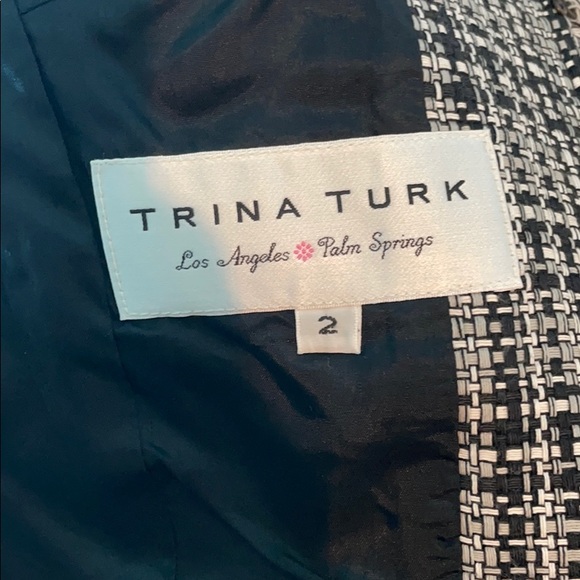 TRINA TURK
Los Angeles Palm Springs
2